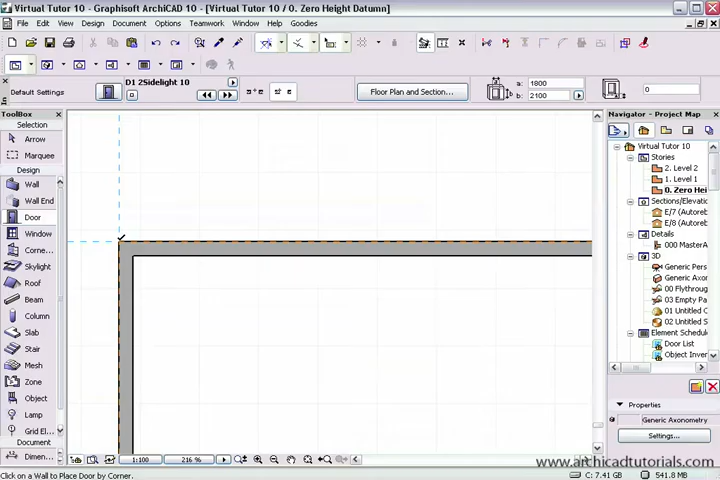 Virtual Tutor 10 - Graphisoft ArchiCAD 10 - [Virtual Tutor 10 / 0. Zero Height Datumn]
File Edit View Design Document Options Teamwork Window Help Goodies
Default Settings
D1 2Sidelight 10
Floor Plan and Section...
a: 1800
b: 2100
0
ToolBox
Selection
Arrow
Marquee
Design
Wall
Wall End
Door
Window
Corne...
Skylight
Roof
Beam
Column
Slab
Stair
Mesh
Zone
Object
Lamp
Grid El...
Document
Dimen...
Navigator - Project Map
Virtual Tutor 10
Stories
2. Level 2
1. Level 1
0. Zero Hei
Sections/Elevatio
E/7 (Autoreb
E/8 (Autoreb
Details
000 MasterA
3D
Generic Pers
Generic Axon
00 Flythroug
03 Empty Pa
01 Untitled C
02 Untitled S
Element Schedule
Door List
Object Inver
Properties
Generic Axonometry
Settings...
1:100
216 %
Click on a Wall to Place Door by Corner.
www.archicadtutorials.com
C: 7.41 GB
541.8 MB